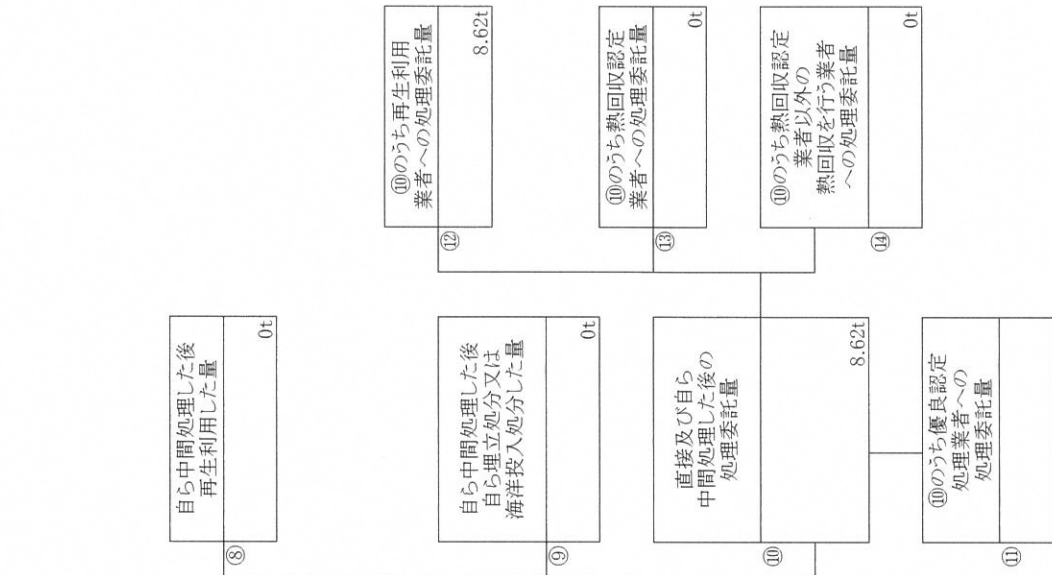 ⑧
自ら中間処理した後
再生利用した量
0t
⑨
自ら中間処理した後
自ら埋立処分又は
海洋投入処分した量
0t
⑩
直接及び自ら
中間処理した後の
処理委託量
8.62t
⑪
⑩のうち優良認定
処理業者への
処理委託量
⑫
⑩のうち再生利用
業者への処理委託量
8.62t
⑬
⑩のうち熱回収認定
業者への処理委託量
0t
⑭
⑩のうち熱回収認定
業者以外の
熱回収を行う業者
への処理委託量
0t